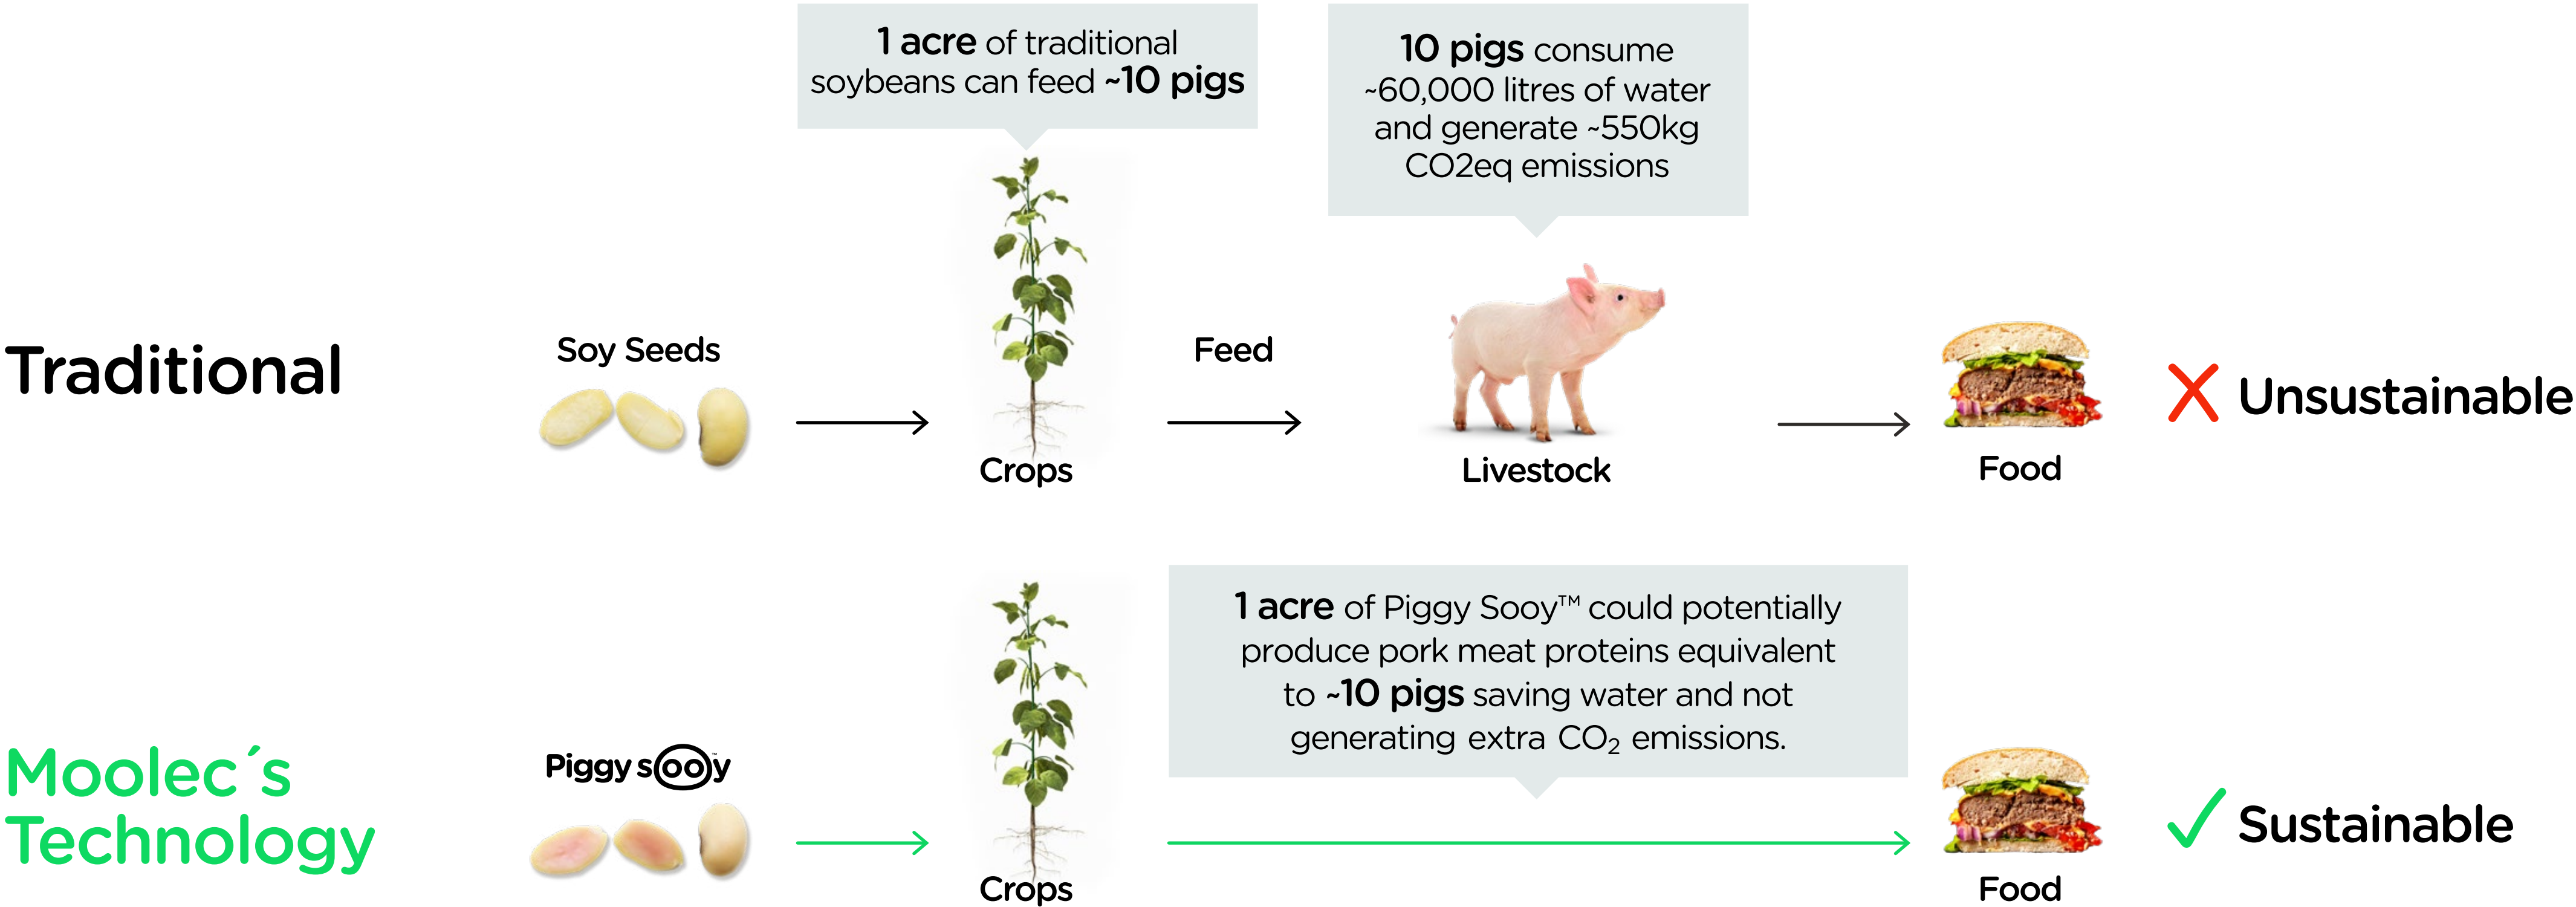 1 acre of traditional
soybeans can feed ~10 pigs
10 pigs consume
~60,000 litres of water
and generate ~550kg
CO2eq emissions
Traditional
Soy Seeds
Crops
Feed
Livestock
Food
Unsustainable
Moolec´s
Technology
Piggy sooy™
Crops
1 acre of Piggy Sooy™ could potentially
produce pork meat proteins equivalent
to ~10 pigs saving water and not
generating extra CO₂ emissions.
Food
Sustainable